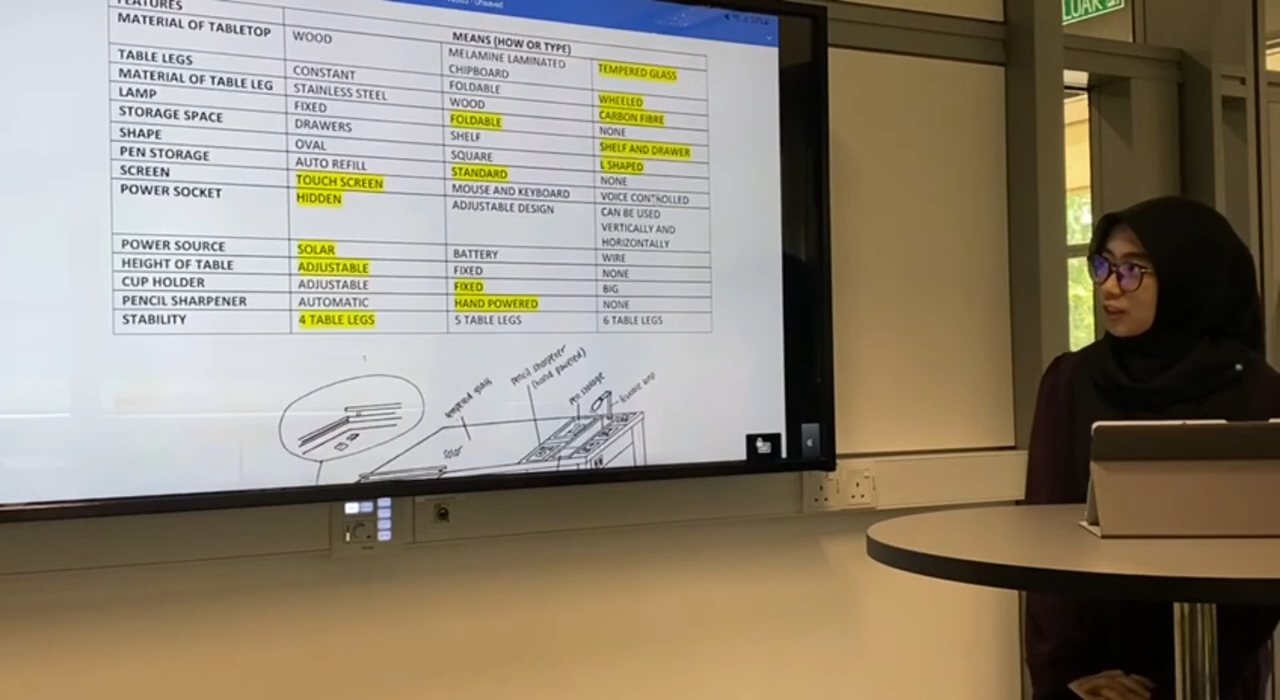 FEATURES
MEANS (HOW OR TYPE)
MATERIAL OF TABLETOP WOOD MELAMINE LAMINATED CHIPBOARD TEMPERED GLASS
TABLE LEGS CONSTANT FOLDABLE WHEELED
MATERIAL OF TABLE LEG STAINLESS STEEL WOOD CARBON FIBRE
LAMP FIXED FOLDABLE NONE
STORAGE SPACE DRAWERS SHELF SHELF AND DRAWER
SHAPE OVAL SQUARE L SHAPED
PEN STORAGE AUTO REFILL STANDARD NONE
SCREEN TOUCH SCREEN MOUSE AND KEYBOARD VOICE CONTROLLED
POWER SOCKET HIDDEN ADJUSTABLE DESIGN CAN BE USED
VERTICALLY AND
HORIZONTALLY
POWER SOURCE SOLAR BATTERY WIRE
HEIGHT OF TABLE ADJUSTABLE FIXED NONE
CUP HOLDER ADJUSTABLE FIXED BIG
PENCIL SHARPENER AUTOMATIC HAND POWERED NONE
STABILITY 4 TABLE LEGS 5 TABLE LEGS 6 TABLE LEGS
tempered glass
pencil sharpener
(hand powered)
pen storage
solar
LUAR